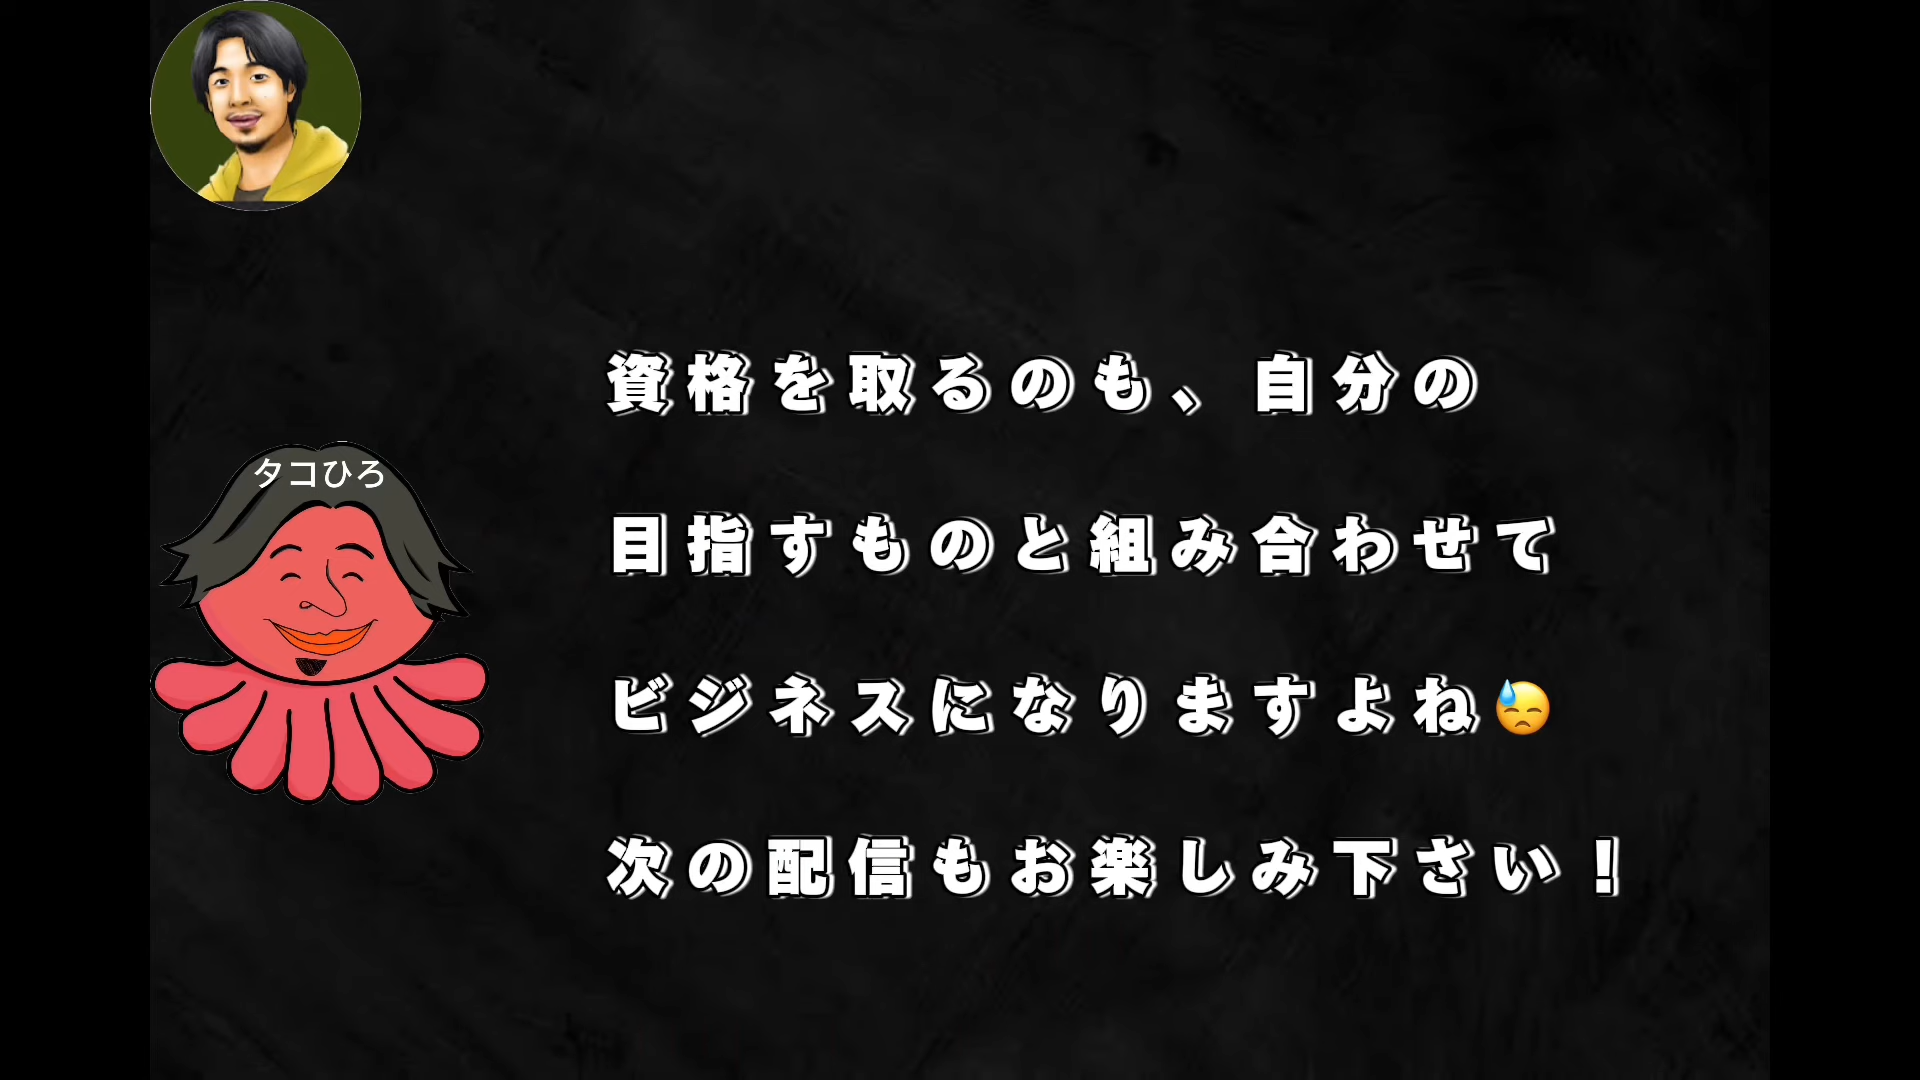 タコひろ
資格を取るのも、自分の
目指すものと組み合わせて
ビジネスになりますよね😓
次の配信もお楽しみ下さい！